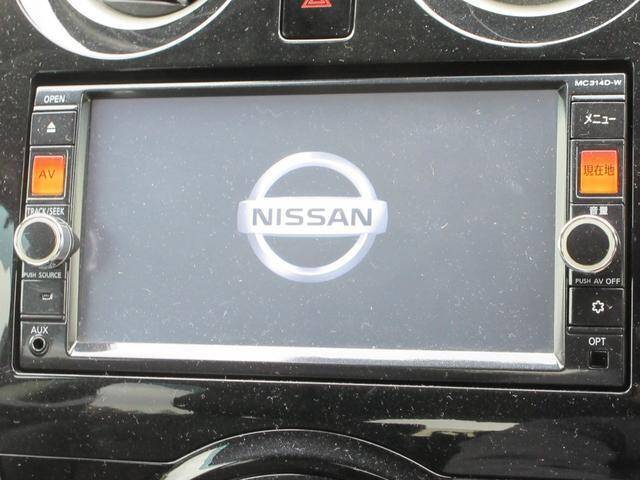 MC314D-W
OPEN
メニュー
AV
現在地
TRACK/SEEK
音量
NISSAN
PUSH SOURCE
PUSH AV OFF
AUX
OPT